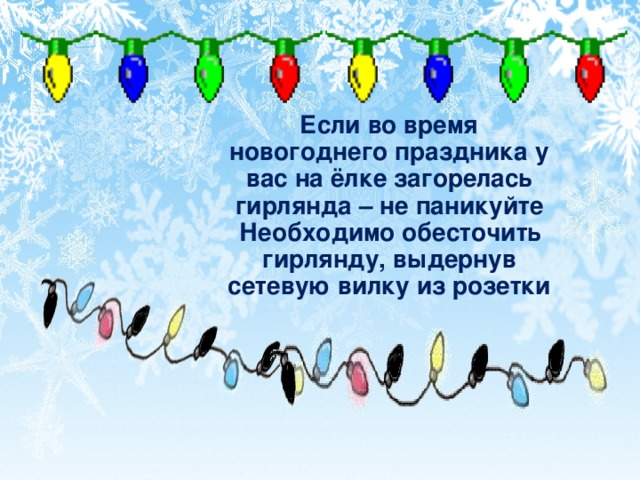 Если во время
новогоднего праздника у
вас на ёлке загорелась
гирлянда – не паникуйте
Необходимо обесточить
гирлянду, выдернув
сетевую вилку из розетки